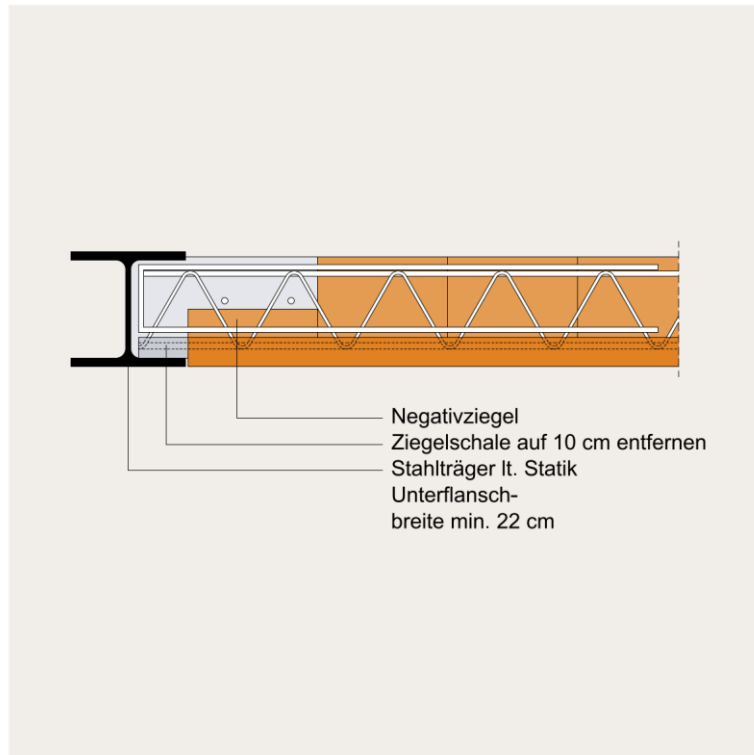 Negativziegel
Ziegelschale auf 10 cm entfernen
Stahlträger lt. Statik
Unterflansch-
breite min. 22 cm